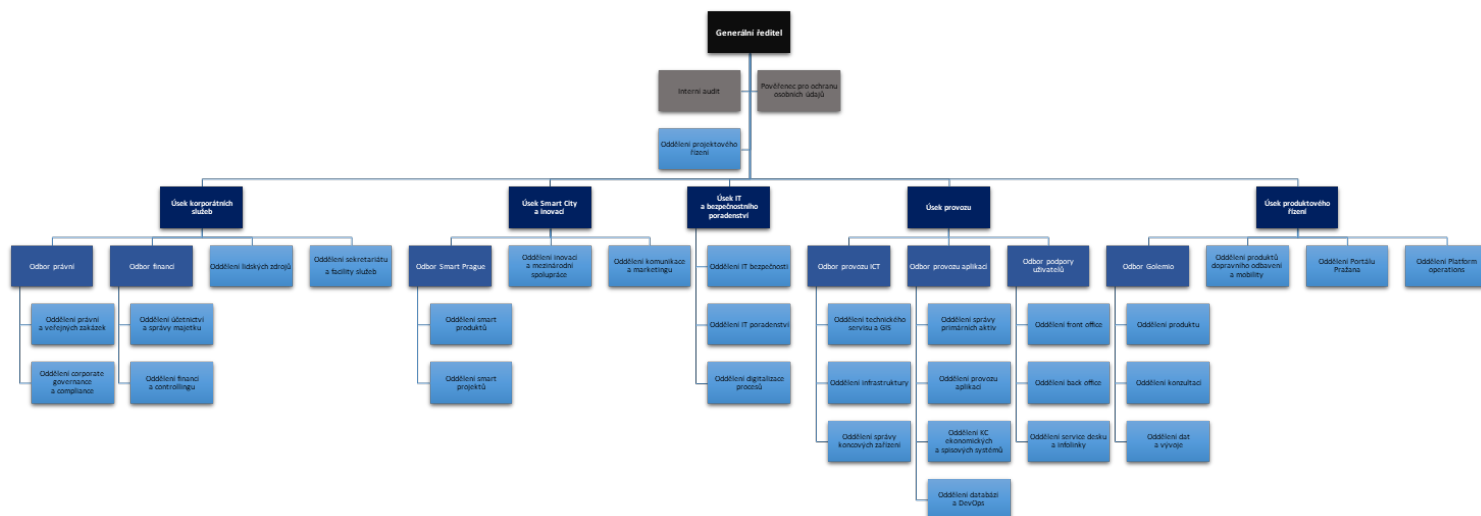 Generální ředitel
Interní audit
Pověřenec pro ochranu
osobních údajů
Oddělení projektového
řízení
Úsek korporátních
služeb
Úsek Smart City
a inovací
Úsek IT
a bezpečnostního
poradenství
Úsek provozu
Úsek produktového
řízení
Odbor právní
Odbor financí
Oddělení lidských zdrojů
Oddělení sekretariátu
a facility služeb
Odbor Smart Prague
Oddělení inovací
a mezinárodní
spolupráce
Oddělení komunikace
a marketingu
Oddělení IT bezpečnosti
Odbor provozu ICT
Odbor provozu aplikací
Odbor podpory
uživatelů
Odbor Golemio
Oddělení produktů
dopravního odbavení
a mobility
Oddělení Portálu
Pražana
Oddělení Platform
operations
Oddělení právní
a veřejných zakázek
Oddělení účetnictví
a správy majetku
Oddělení smart
produktů
Oddělení IT poradenství
Oddělení technického
servisu a GIS
Oddělení správy
primárních aktiv
Oddělení front office
Oddělení produktu
Oddělení corporate
governance
a compliance
Oddělení financí
a controllingu
Oddělení smart
projektů
Oddělení digitalizace
procesů
Oddělení infrastruktury
Oddělení provozu
aplikací
Oddělení back office
Oddělení konzultací
Oddělení správy
koncových zařízení
Oddělení KC
ekonomických
a spisových systémů
Oddělení service desku
a infolinky
Oddělení dat
a vývoje
Oddělení databází
a DevOps